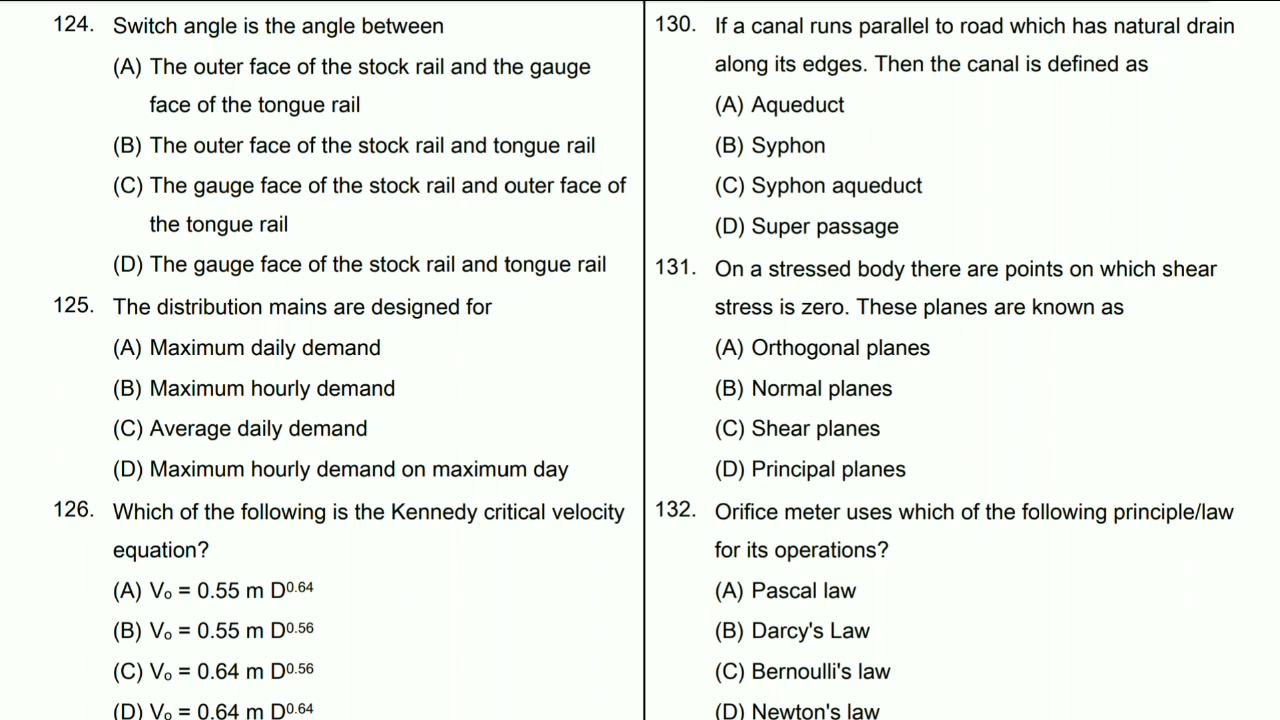 124. Switch angle is the angle between
(A) The outer face of the stock rail and the gauge
face of the tongue rail
(B) The outer face of the stock rail and tongue rail
(C) The gauge face of the stock rail and outer face of
the tongue rail
(D) The gauge face of the stock rail and tongue rail
125. The distribution mains are designed for
(A) Maximum daily demand
(B) Maximum hourly demand
(C) Average daily demand
(D) Maximum hourly demand on maximum day
126. Which of the following is the Kennedy critical velocity
equation?
(A) V₀ = 0.55 m D⁰·⁶⁴
(B) V₀ = 0.55 m D⁰·⁵⁶
(C) V₀ = 0.64 m D⁰·⁵⁶
(D) V₀ = 0.64 m D⁰·⁶⁴
130. If a canal runs parallel to road which has natural drain
along its edges. Then the canal is defined as
(A) Aqueduct
(B) Syphon
(C) Syphon aqueduct
(D) Super passage
131. On a stressed body there are points on which shear
stress is zero. These planes are known as
(A) Orthogonal planes
(B) Normal planes
(C) Shear planes
(D) Principal planes
132. Orifice meter uses which of the following principle/law
for its operations?
(A) Pascal law
(B) Darcy's Law
(C) Bernoulli's law
(D) Newton's law